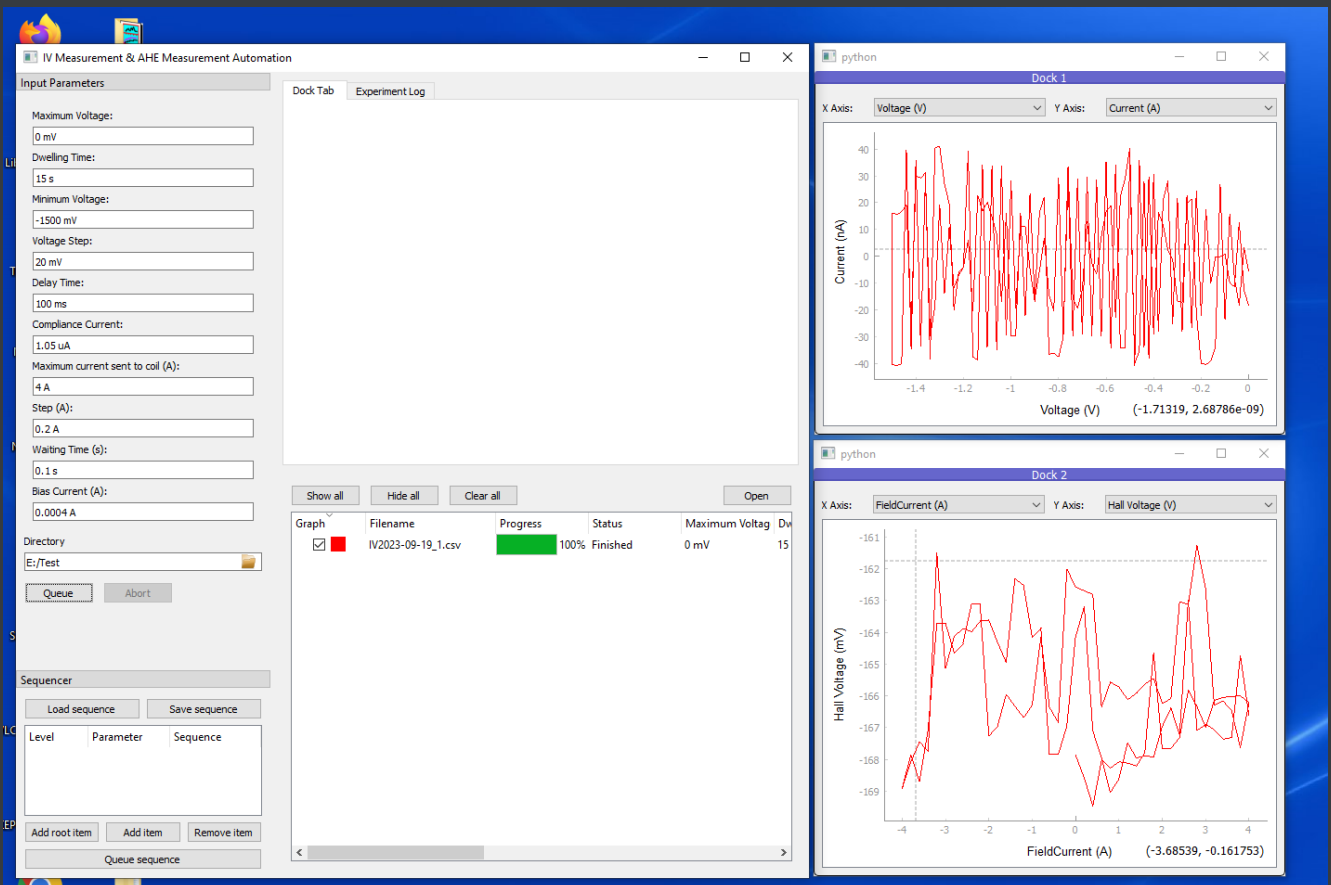 IV Measurement & AHE Measurement Automation
Input Parameters
Maximum Voltage:
0 mV
Dwelling Time:
15 s
Minimum Voltage:
-1500 mV
Voltage Step:
20 mV
Delay Time:
100 ms
Compliance Current:
1.05 uA
Maximum current sent to coil (A):
4 A
Step (A):
0.2 A
Waiting Time (s):
0.1 s
Bias Current (A):
0.0004 A
Directory
E:/Test
Queue Abort
Sequencer
Load sequence Save sequence
Level Parameter Sequence
Add root item Add item Remove item
Queue sequence
Dock Tab Experiment Log
Show all Hide all Clear all Open
Graph Filename Progress Status Maximum Voltag Dw
IV2023-09-19_1.csv 100% Finished 0 mV 15
python
Dock 1
X Axis: Voltage (V) Y Axis: Current (A)
40
30
20
10
0
-10
-20
-30
-40
Current (nA)
-1.4 -1.2 -1 -0.8 -0.6 -0.4 -0.2 0
Voltage (V) (-1.71319, 2.68786e-09)
python
Dock 2
X Axis: FieldCurrent (A) Y Axis: Hall Voltage (V)
-161
-162
-163
-164
-165
-166
-167
-168
-169
Hall Voltage (mV)
-4 -3 -2 -1 0 1 2 3 4
FieldCurrent (A) (-3.68539, -0.161753)